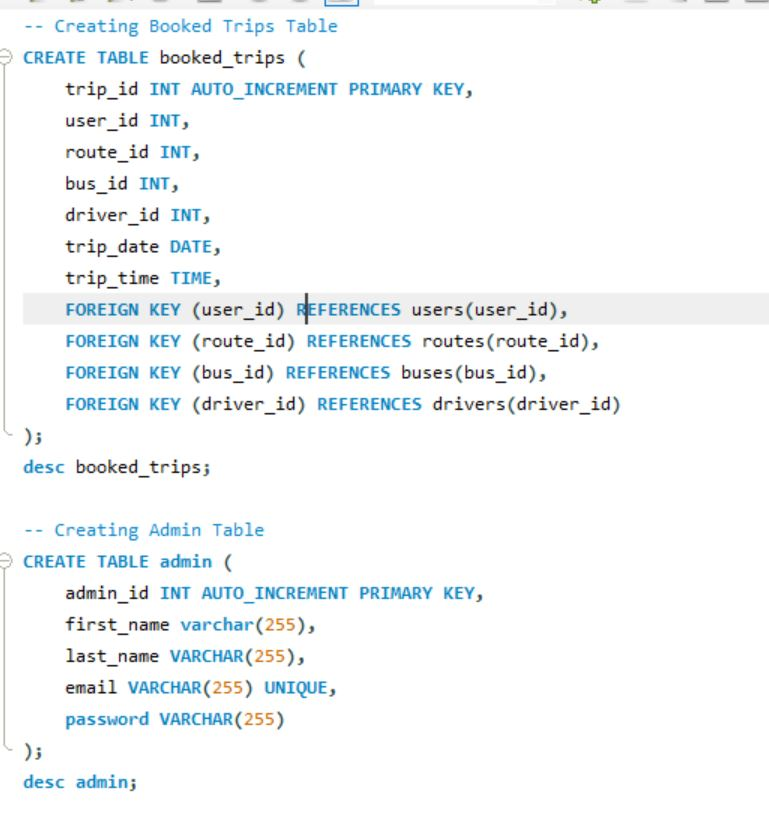 -- Creating Booked Trips Table
CREATE TABLE booked_trips (
trip_id INT AUTO_INCREMENT PRIMARY KEY,
user_id INT,
route_id INT,
bus_id INT,
driver_id INT,
trip_date DATE,
trip_time TIME,
FOREIGN KEY (user_id) REFERENCES users(user_id),
FOREIGN KEY (route_id) REFERENCES routes(route_id),
FOREIGN KEY (bus_id) REFERENCES buses(bus_id),
FOREIGN KEY (driver_id) REFERENCES drivers(driver_id)
);
desc booked_trips;
-- Creating Admin Table
CREATE TABLE admin (
admin_id INT AUTO_INCREMENT PRIMARY KEY,
first_name varchar(255),
last_name VARCHAR(255),
email VARCHAR(255) UNIQUE,
password VARCHAR(255)
);
desc admin;